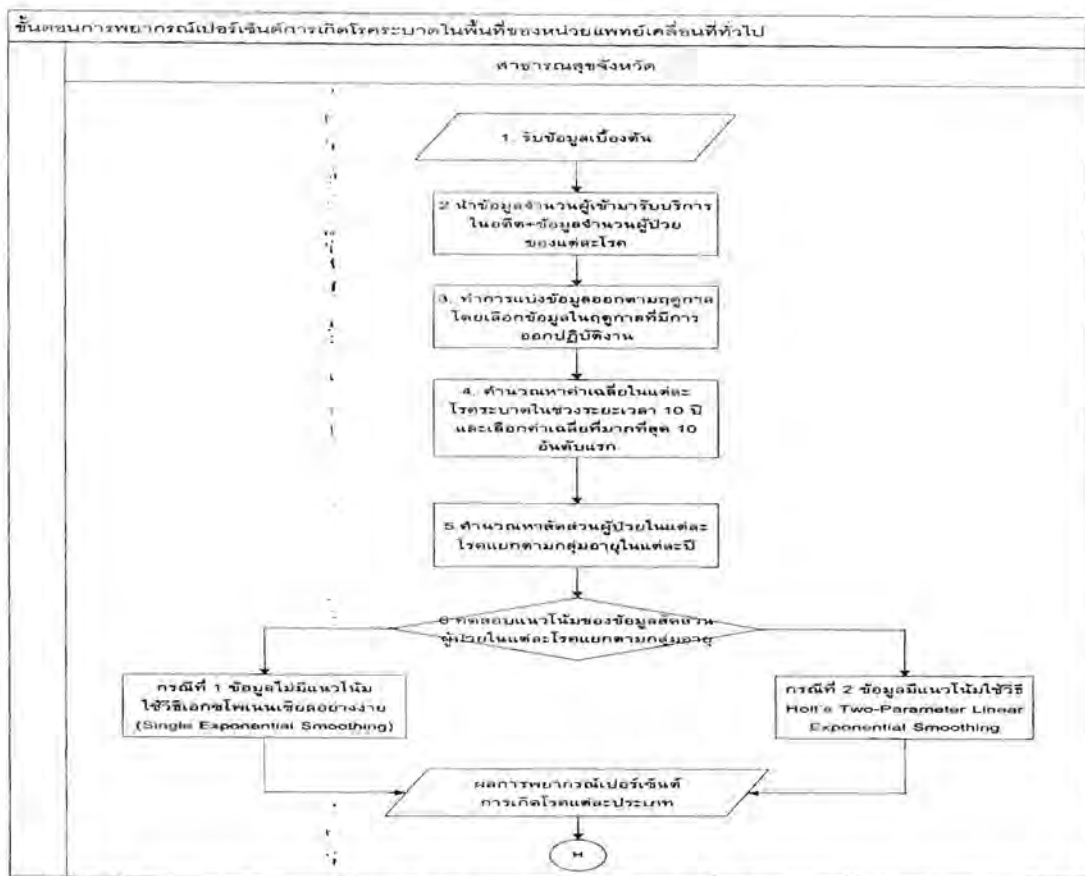 ขั้นตอนการพยากรณ์เปอร์เซ็นต์การเกิดโรคระบาดในพื้นที่ของหน่วยแพทย์เคลื่อนที่ทั่วไป
สาธารณสุขจังหวัด
1. รับข้อมูลเบื้องต้น
2 นำข้อมูลจำนวนผู้เข้ามารับบริการ
ในอดีต+ข้อมูลจำนวนผู้ป่วย
ของแต่ละโรค
3. ทำการแบ่งข้อมูลออกตามฤดูกาล
โดยเลือกข้อมูลในฤดูกาลที่มีการ
ออกปฏิบัติงาน
4. คำนวณหาค่าเฉลี่ยในแต่ละ
โรคระบาดในช่วงระยะเวลา 10 ปี
และเลือกค่าเฉลี่ยที่มากที่สุด 10
อันดับแรก
5.คำนวณหาสัดส่วนผู้ป่วยในแต่ละ
โรคแยกตามกลุ่มอายุในแต่ละปี
6 ทดสอบแนวโน้มของข้อมูลสัดส่วน
ผู้ป่วยในแต่ละโรคแยกตามกลุ่มอายุ
กรณีที่ 1 ข้อมูลไม่มีแนวโน้ม
ใช้วิธีเอกซโพเนนเชียลอย่างง่าย
(Single Exponential Smoothing)
กรณีที่ 2 ข้อมูลมีแนวโน้มใช้วิธี
Holt's Two-Parameter Linear
Exponential Smoothing
ผลการพยากรณ์เปอร์เซ็นต์
การเกิดโรคแต่ละประเภท